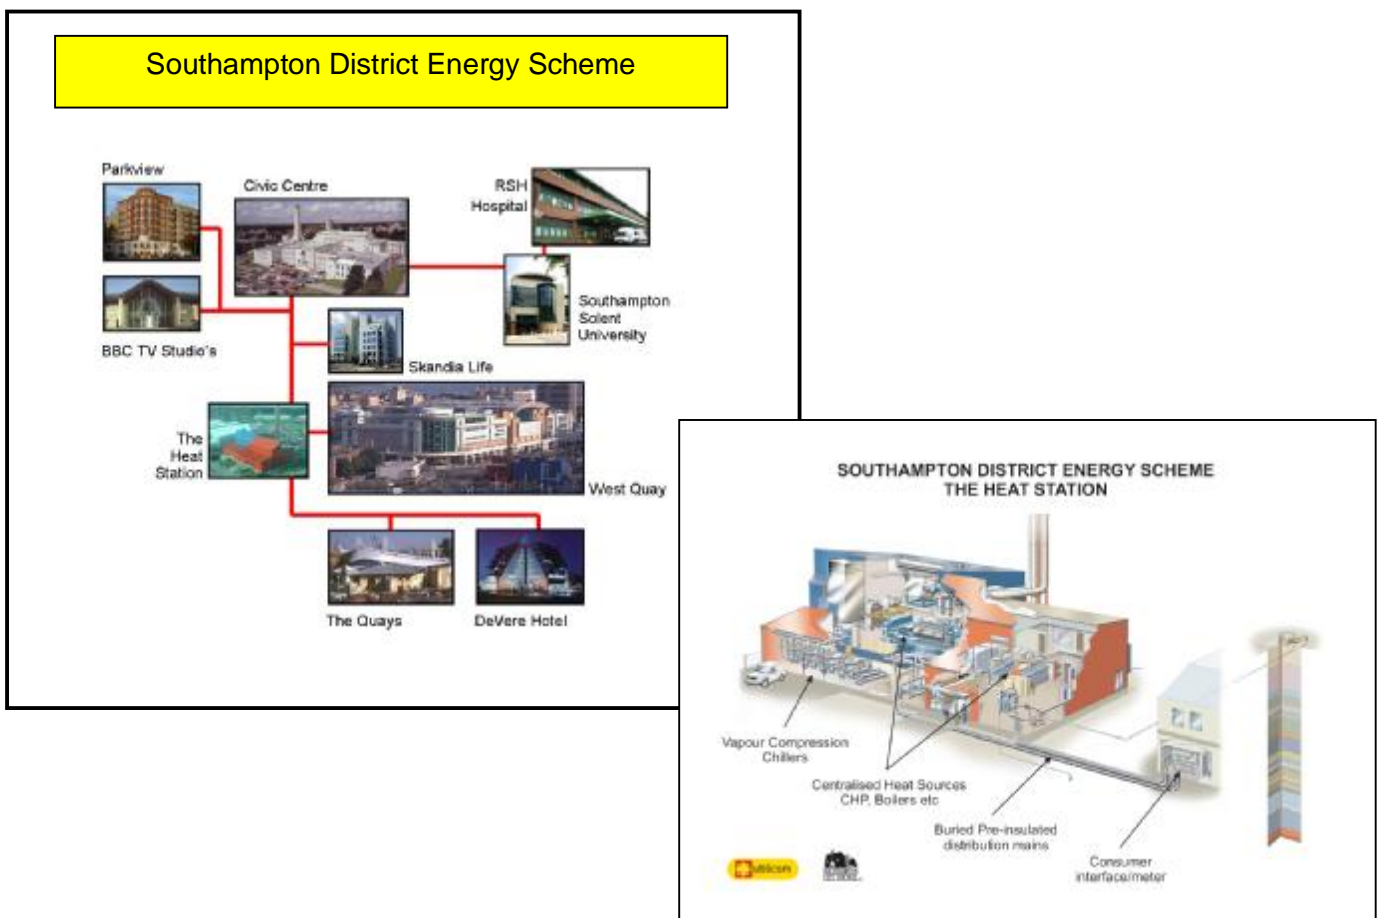 Southampton District Energy Scheme
Parkview
Civic Centre
RSH
Hospital
Southampton
Solent
University
BBC TV Studio's
Skandia Life
The
Heat
Station
West Quay
The Quays
DeVere Hotel
SOUTHAMPTON DISTRICT ENERGY SCHEME
THE HEAT STATION
Vapour Compression
Chillers
Centralised Heat Sources
CHP, Boilers etc
Buried Pre-insulated
distribution mains
Consumer
interface/meter
utilicom